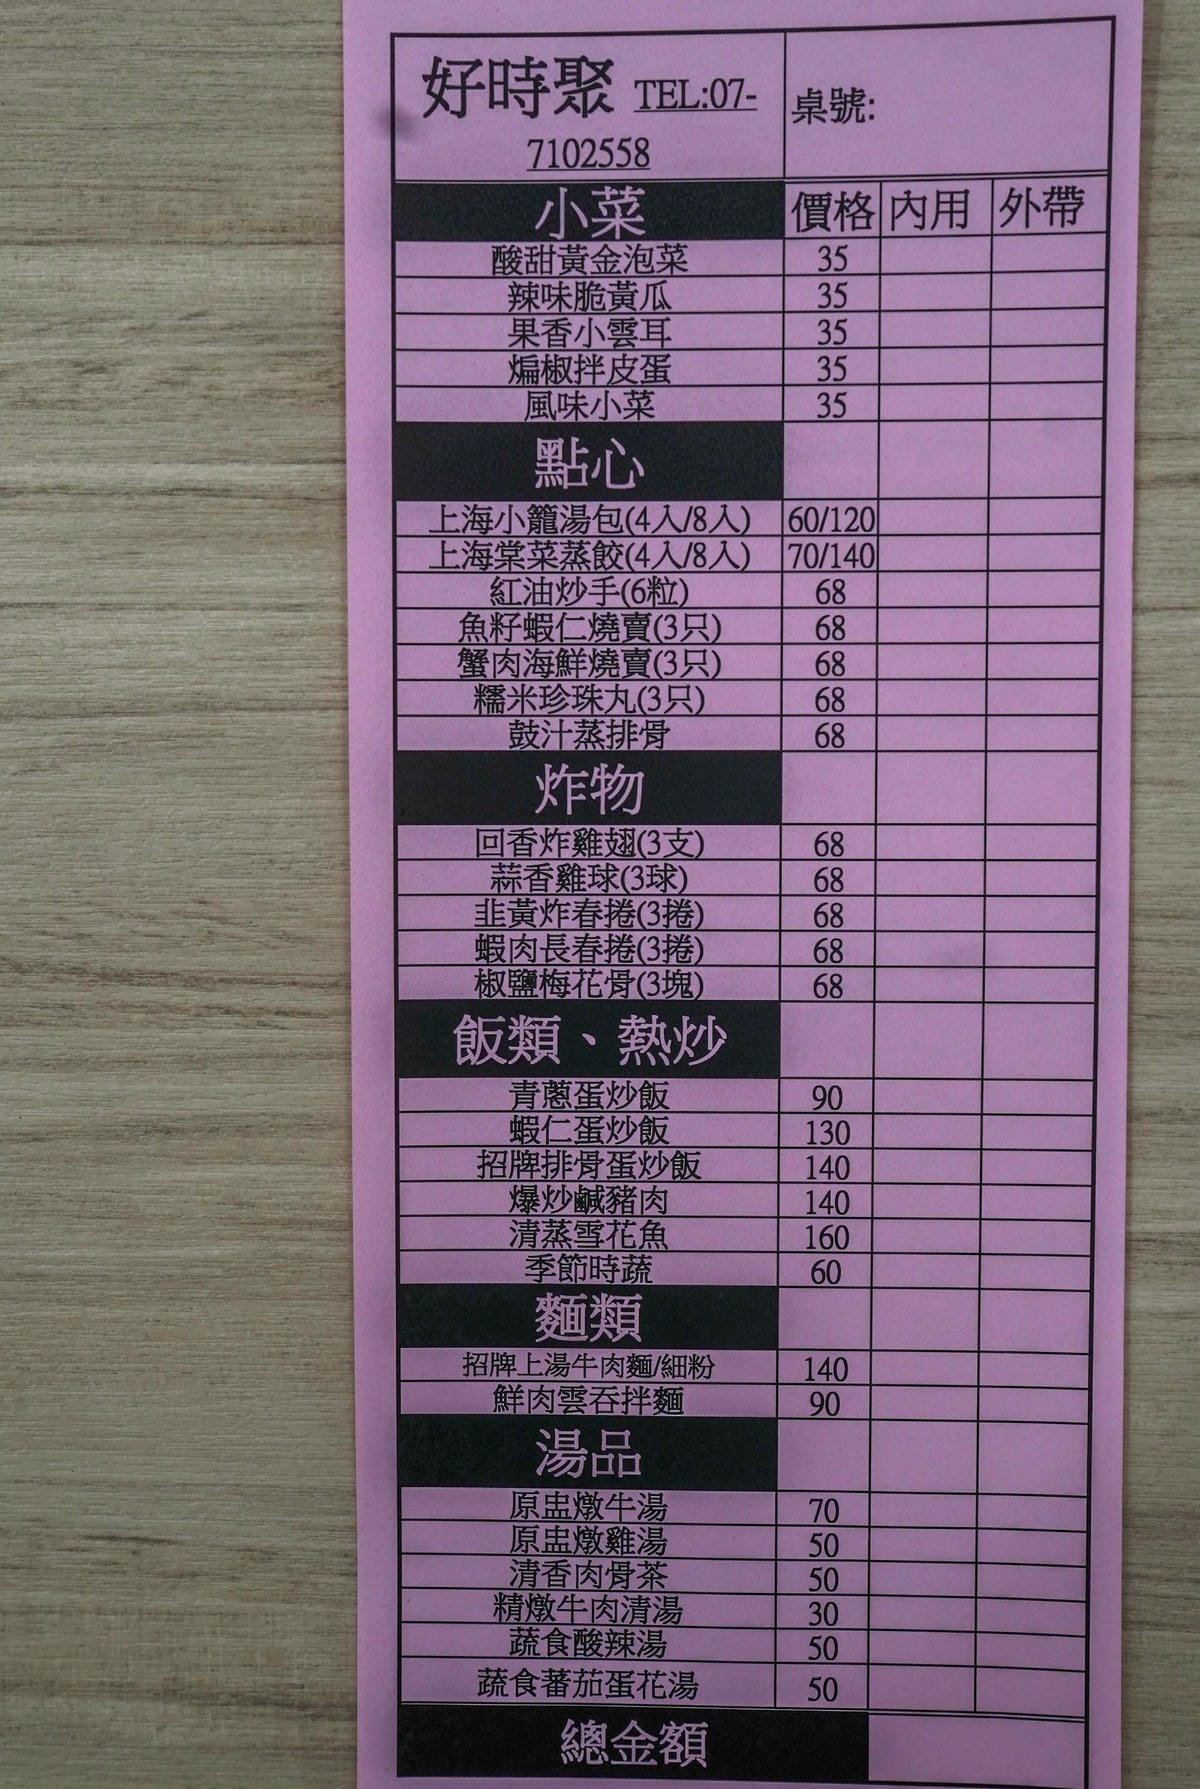 好時聚 TEL:07-
7102558
桌號:
小菜 價格 內用 外帶
酸甜黃金泡菜 35
辣味脆黃瓜 35
果香小雲耳 35
煸椒拌皮蛋 35
風味小菜 35
點心
上海小籠湯包(4入/8入) 60/120
上海棠菜蒸餃(4入/8入) 70/140
紅油炒手(6粒) 68
魚籽蝦仁燒賣(3只) 68
蟹肉海鮮燒賣(3只) 68
糯米珍珠丸(3只) 68
鼓汁蒸排骨 68
炸物
回香炸雞翅(3支) 68
蒜香雞球(3球) 68
韭黃炸春捲(3捲) 68
蝦肉長春捲(3捲) 68
椒鹽梅花骨(3塊) 68
飯類、熱炒
青蔥蛋炒飯 90
蝦仁蛋炒飯 130
招牌排骨蛋炒飯 140
爆炒鹹豬肉 140
清蒸雪花魚 160
季節時蔬 60
麵類
招牌上湯牛肉麵/細粉 140
鮮肉雲吞拌麵 90
湯品
原盅燉牛湯 70
原盅燉雞湯 50
清香肉骨茶 50
精燉牛肉清湯 30
蔬食酸辣湯 50
蔬食蕃茄蛋花湯 50
總金額